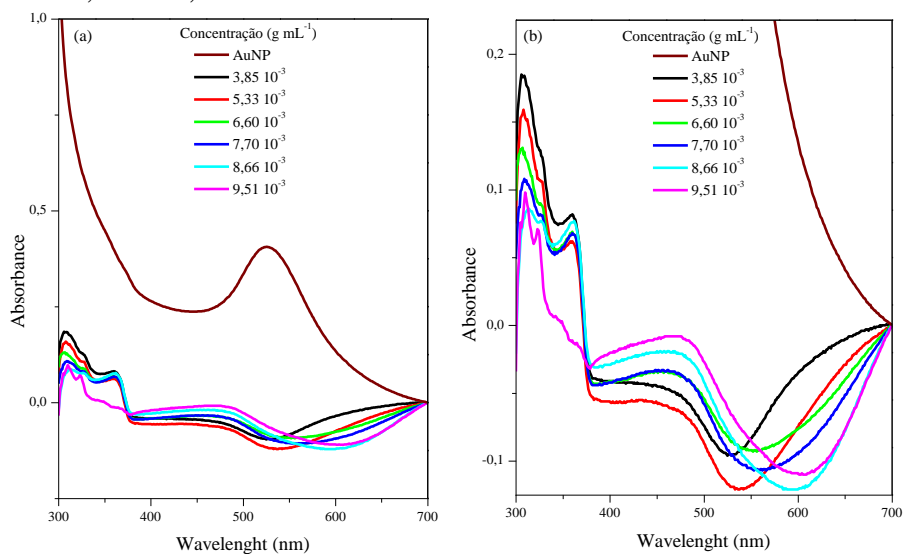 1,0
(a)
Concentração (g mL⁻¹)
AuNP
3,85 10⁻³
5,33 10⁻³
6,60 10⁻³
7,70 10⁻³
8,66 10⁻³
9,51 10⁻³
0,5
0,0
Absorbance
300
400
500
600
700
Wavelenght (nm)
0,2
(b)
Concentração (g mL⁻¹)
AuNP
3,85 10⁻³
5,33 10⁻³
6,60 10⁻³
7,70 10⁻³
8,66 10⁻³
9,51 10⁻³
0,1
0,0
-0,1
Absorbance
300
400
500
600
700
Wavelenght (nm)